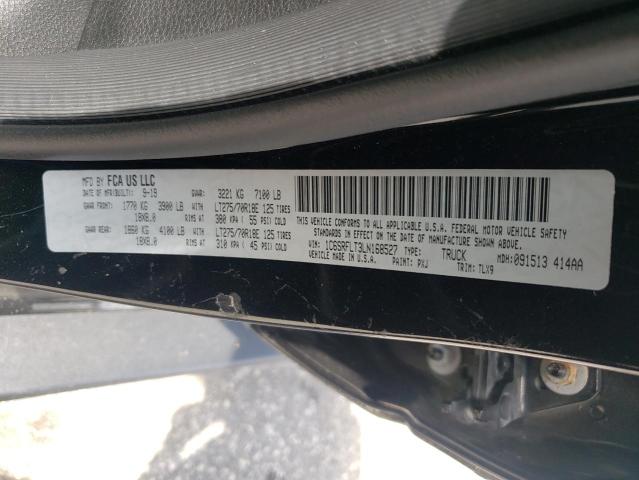 MFD BY FCA US LLC
DATE OF MFR(BUILT): 9-19 GVWR: 3221 KG 7100 LB
GAWR FRONT: 1770 KG 3900 LB WITH LT275/70R18E 125 TIRES
18X8.0 RIMS AT 380 KPA ( 55 PSI) COLD
GAWR REAR: 1860 KG 4100 LB WITH LT275/70R18E 125 TIRES
18X8.0 RIMS AT 310 KPA ( 45 PSI) COLD
THIS VEHICLE CONFORMS TO ALL APPLICABLE U.S.A. FEDERAL MOTOR VEHICLE SAFETY
STANDARDS IN EFFECT ON THE DATE OF MANUFACTURE SHOWN ABOVE.
VIN: 1C6SRFLT3LN168527 TYPE: TRUCK MDH:091513 414AA
VEHICLE MADE IN U.S.A. PAINT: PXJ TRIM: TLX9